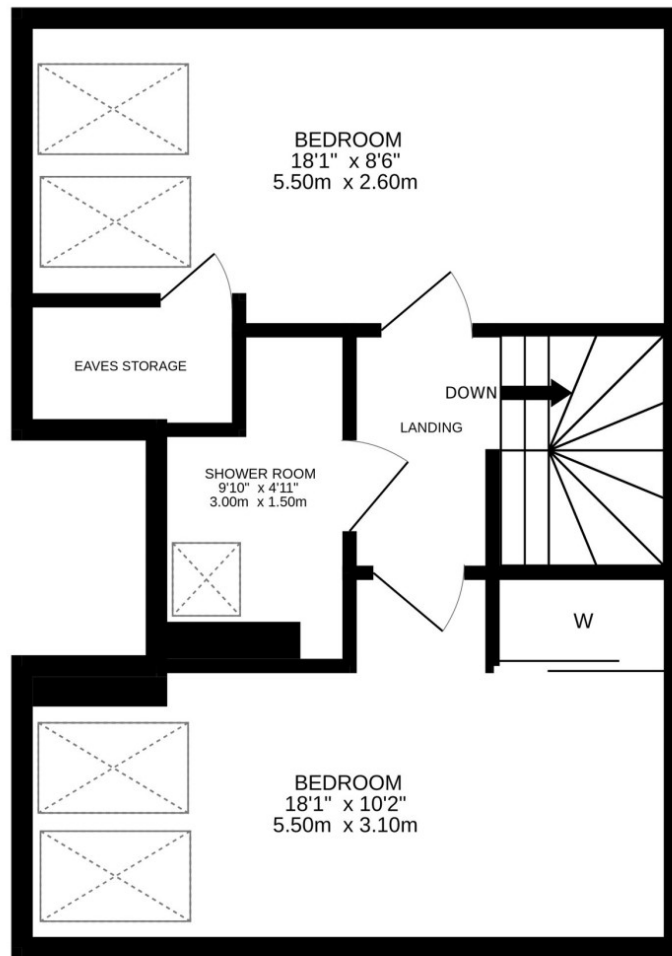 BEDROOM
18'1" x 8'6"
5.50m x 2.60m
EAVES STORAGE
DOWN
LANDING
SHOWER ROOM
9'10" x 4'11"
3.00m x 1.50m
W
BEDROOM
18'1" x 10'2"
5.50m x 3.10m